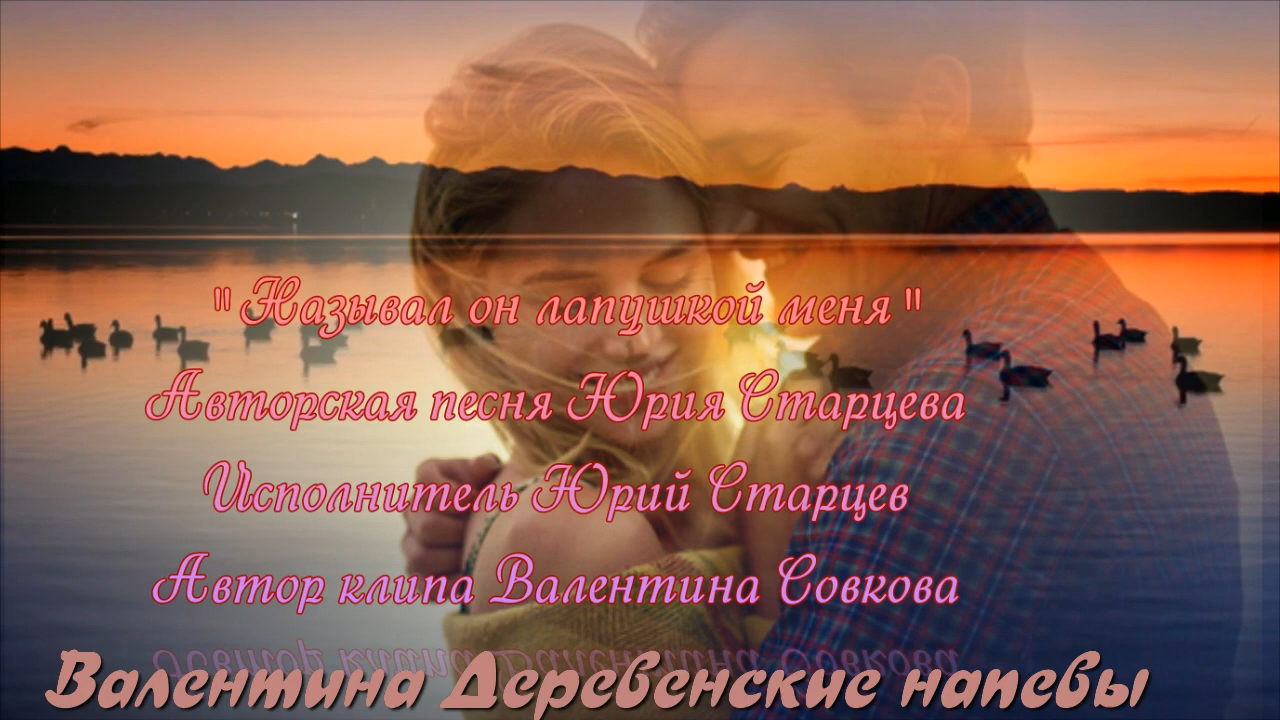 " Называл он лапушкой меня "
Авторская песня Юрия Старцева
Исполнитель Юрий Старцев
Автор клипа Валентина Совкова
Валентина Деревенские напевы